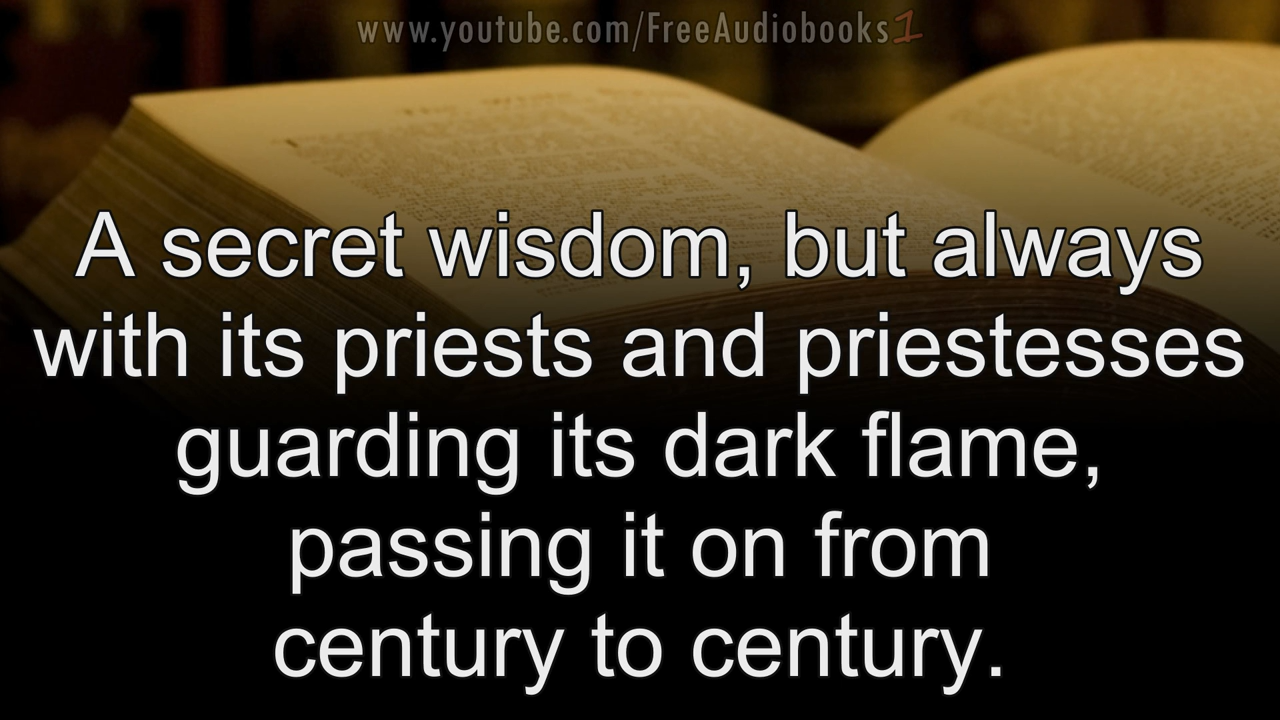 www.youtube.com/FreeAudiobooks1
A secret wisdom, but always
with its priests and priestesses
guarding its dark flame,
passing it on from
century to century.